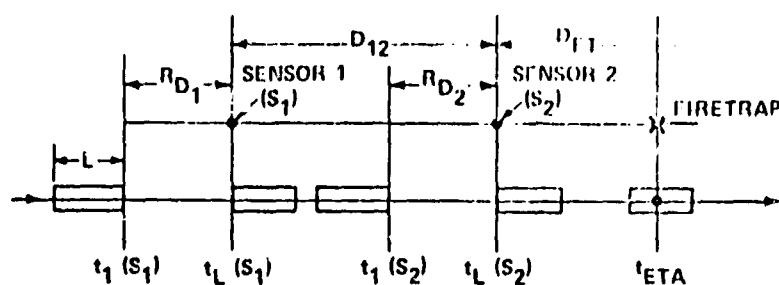 D12 DFT
RD1 SENSOR 1 RD2 SENSOR 2
(S1) (S2)
FIRETRAP
L
t1 (S1) tL (S1) t1 (S2) tL (S2) tETA